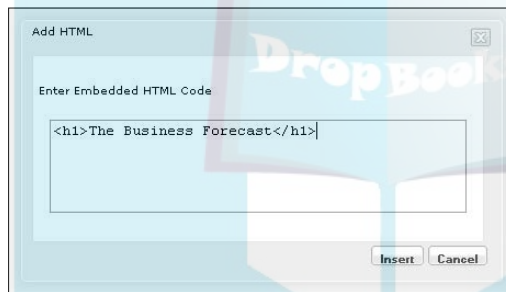 Add HTML
DropBooks
Enter Embedded HTML Code
<h1>The Business Forecast</h1>
Insert Cancel